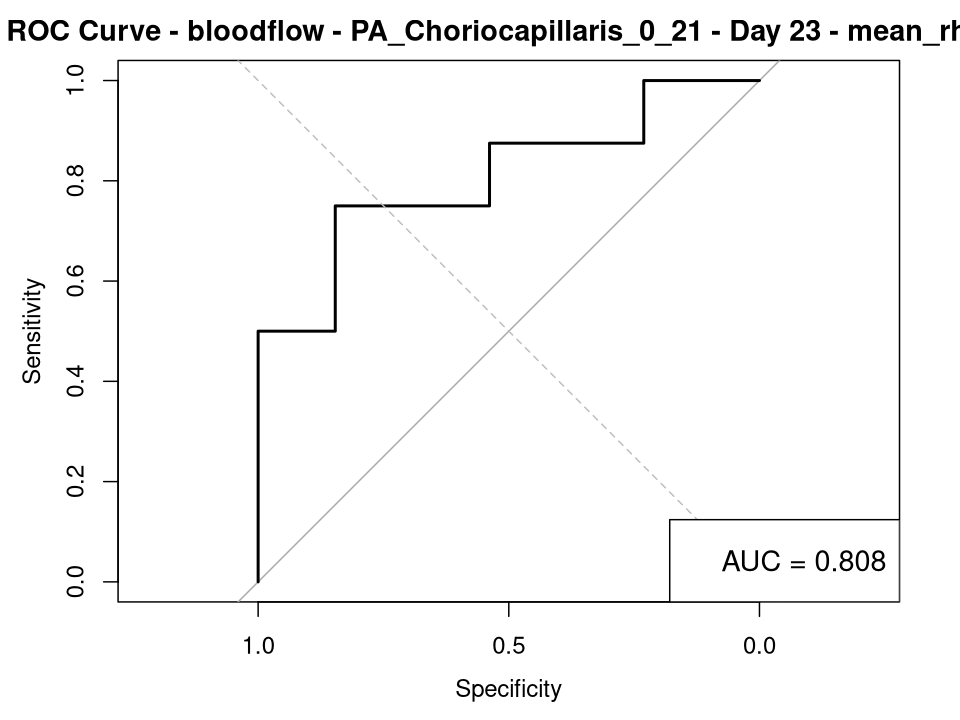 ROC Curve - bloodflow - PA_Choriocapillaris_0_21 - Day 23 - mean_rh
1.0
0.8
0.6
0.4
0.2
0.0
Sensitivity
AUC = 0.808
1.0 0.5 0.0
Specificity